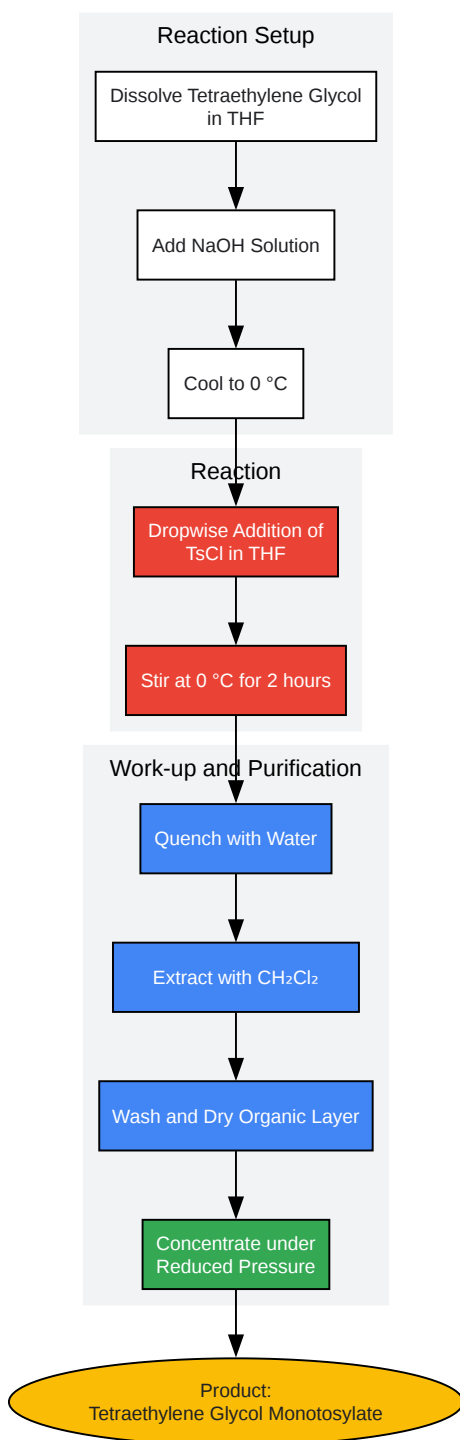 Reaction Setup
Dissolve Tetraethylene Glycol
in THF
Add NaOH Solution
Cool to 0 °C
Reaction
Dropwise Addition of
TsCl in THF
Stir at 0 °C for 2 hours
Work-up and Purification
Quench with Water
Extract with CH₂Cl₂
Wash and Dry Organic Layer
Concentrate under
Reduced Pressure
Product:
Tetraethylene Glycol Monotosylate